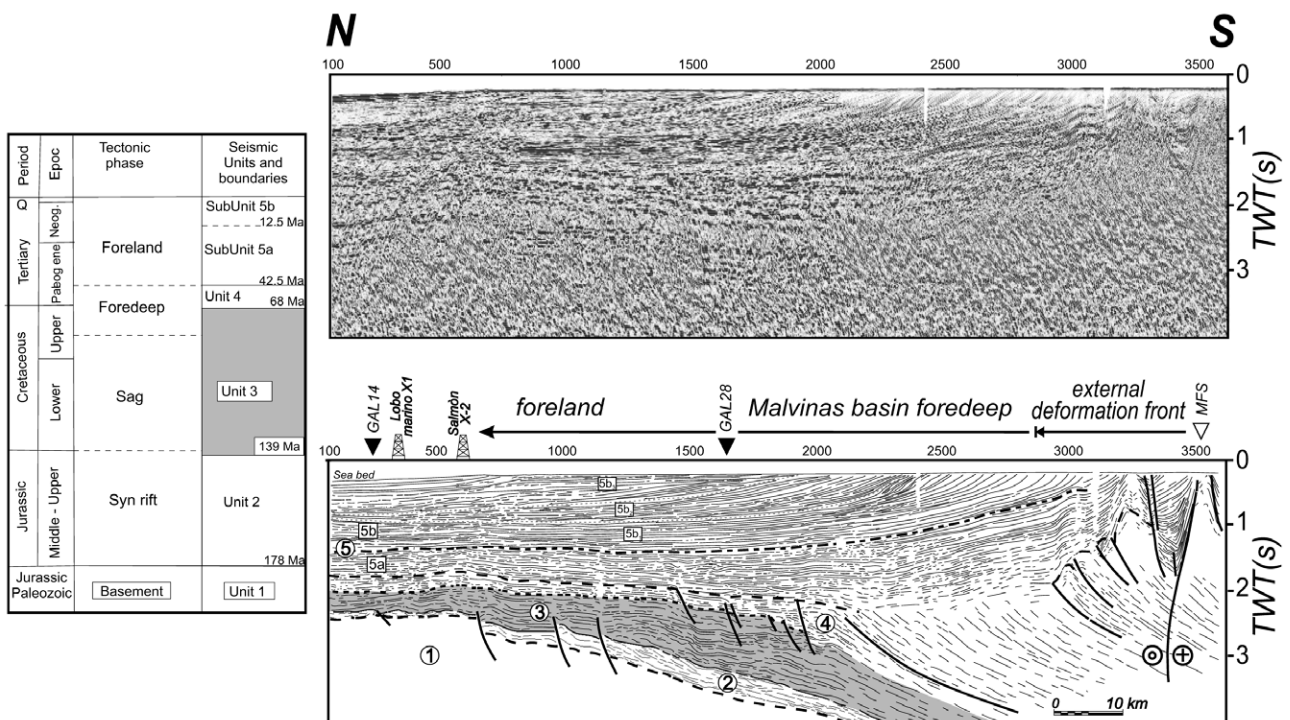 N
S
100 500 1000 1500 2000 2500 3000 3500
0
1
2
3
TWT(s)
Period
Epoc
Tectonic
phase
Seismic
Units and
boundaries
Q
Neog.
SubUnit 5b
12.5 Ma
Tertiary
Foreland
SubUnit 5a
42.5 Ma
Foredeep
Unit 4
68 Ma
Cretaceous
Upper
Lower
Sag
Unit 3
139 Ma
Jurassic
Middle - Upper
Syn rift
Unit 2
178 Ma
Jurassic
Paleozoic
Basement
Unit 1
GAL14
Lobo
marino X1
Salmòn
X-2
foreland
GAL28
Malvinas basin foredeep
external
deformation front
MFS
100 500 1000 1500 2000 2500 3000 3500
0
1
2
3
TWT(s)
Sea bed
5b
5b
5b
5b
5
5a
3
4
1
2
0 10 km